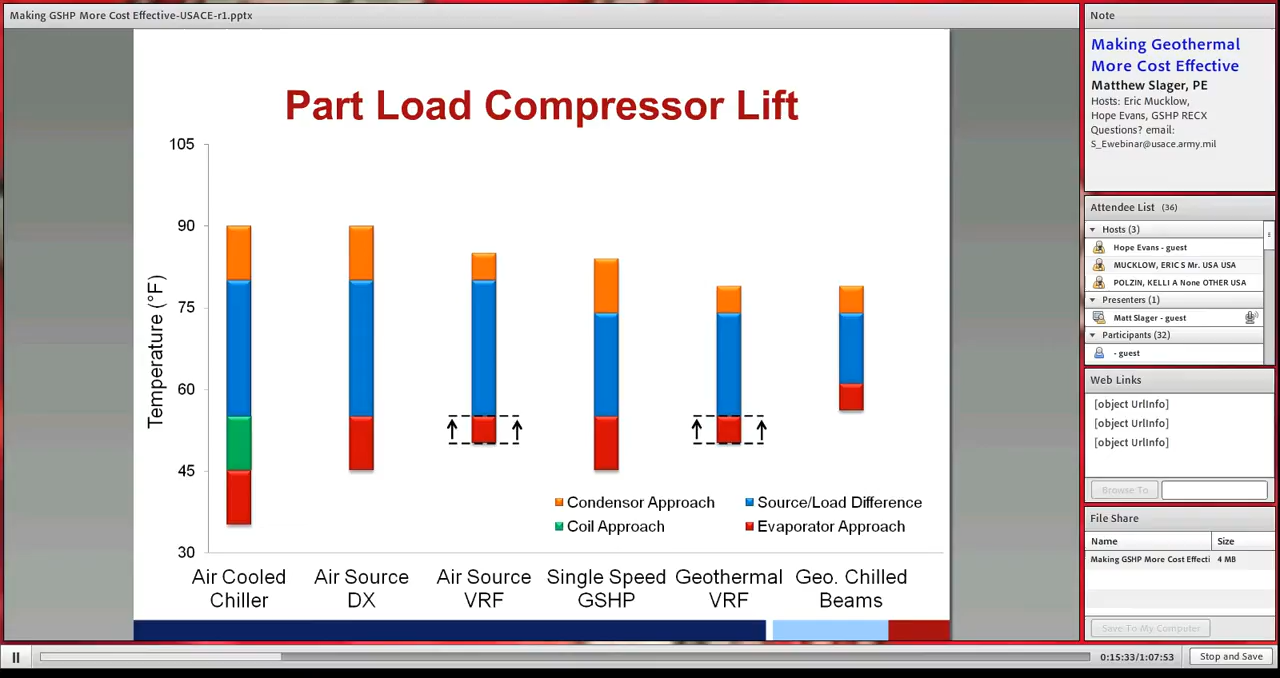 Making GSHP More Cost Effective-USACE-r1.pptx
Part Load Compressor Lift
105
90
75
60
45
30
Temperature (°F)
Condensor Approach
Source/Load Difference
Coil Approach
Evaporator Approach
Air Cooled
Chiller
Air Source
DX
Air Source
VRF
Single Speed
GSHP
Geothermal
VRF
Geo. Chilled
Beams
Note
Making Geothermal
More Cost Effective
Matthew Slager, PE
Hosts: Eric Mucklow,
Hope Evans, GSHP RECX
Questions? email:
S_Ewebinar@usace.army.mil
Attendee List (36)
Hosts (3)
Hope Evans - guest
MUCKLOW, ERIC S Mr. USA USA
POLZIN, KELLI A None OTHER USA
Presenters (1)
Matt Slager - guest
Participants (32)
- guest
Web Links
[object UrlInfo]
[object UrlInfo]
[object UrlInfo]
Browse To
File Share
Name Size
Making GSHP More Cost Effecti 4 MB
Save To My Computer
0:15:33/1:07:53
Stop and Save